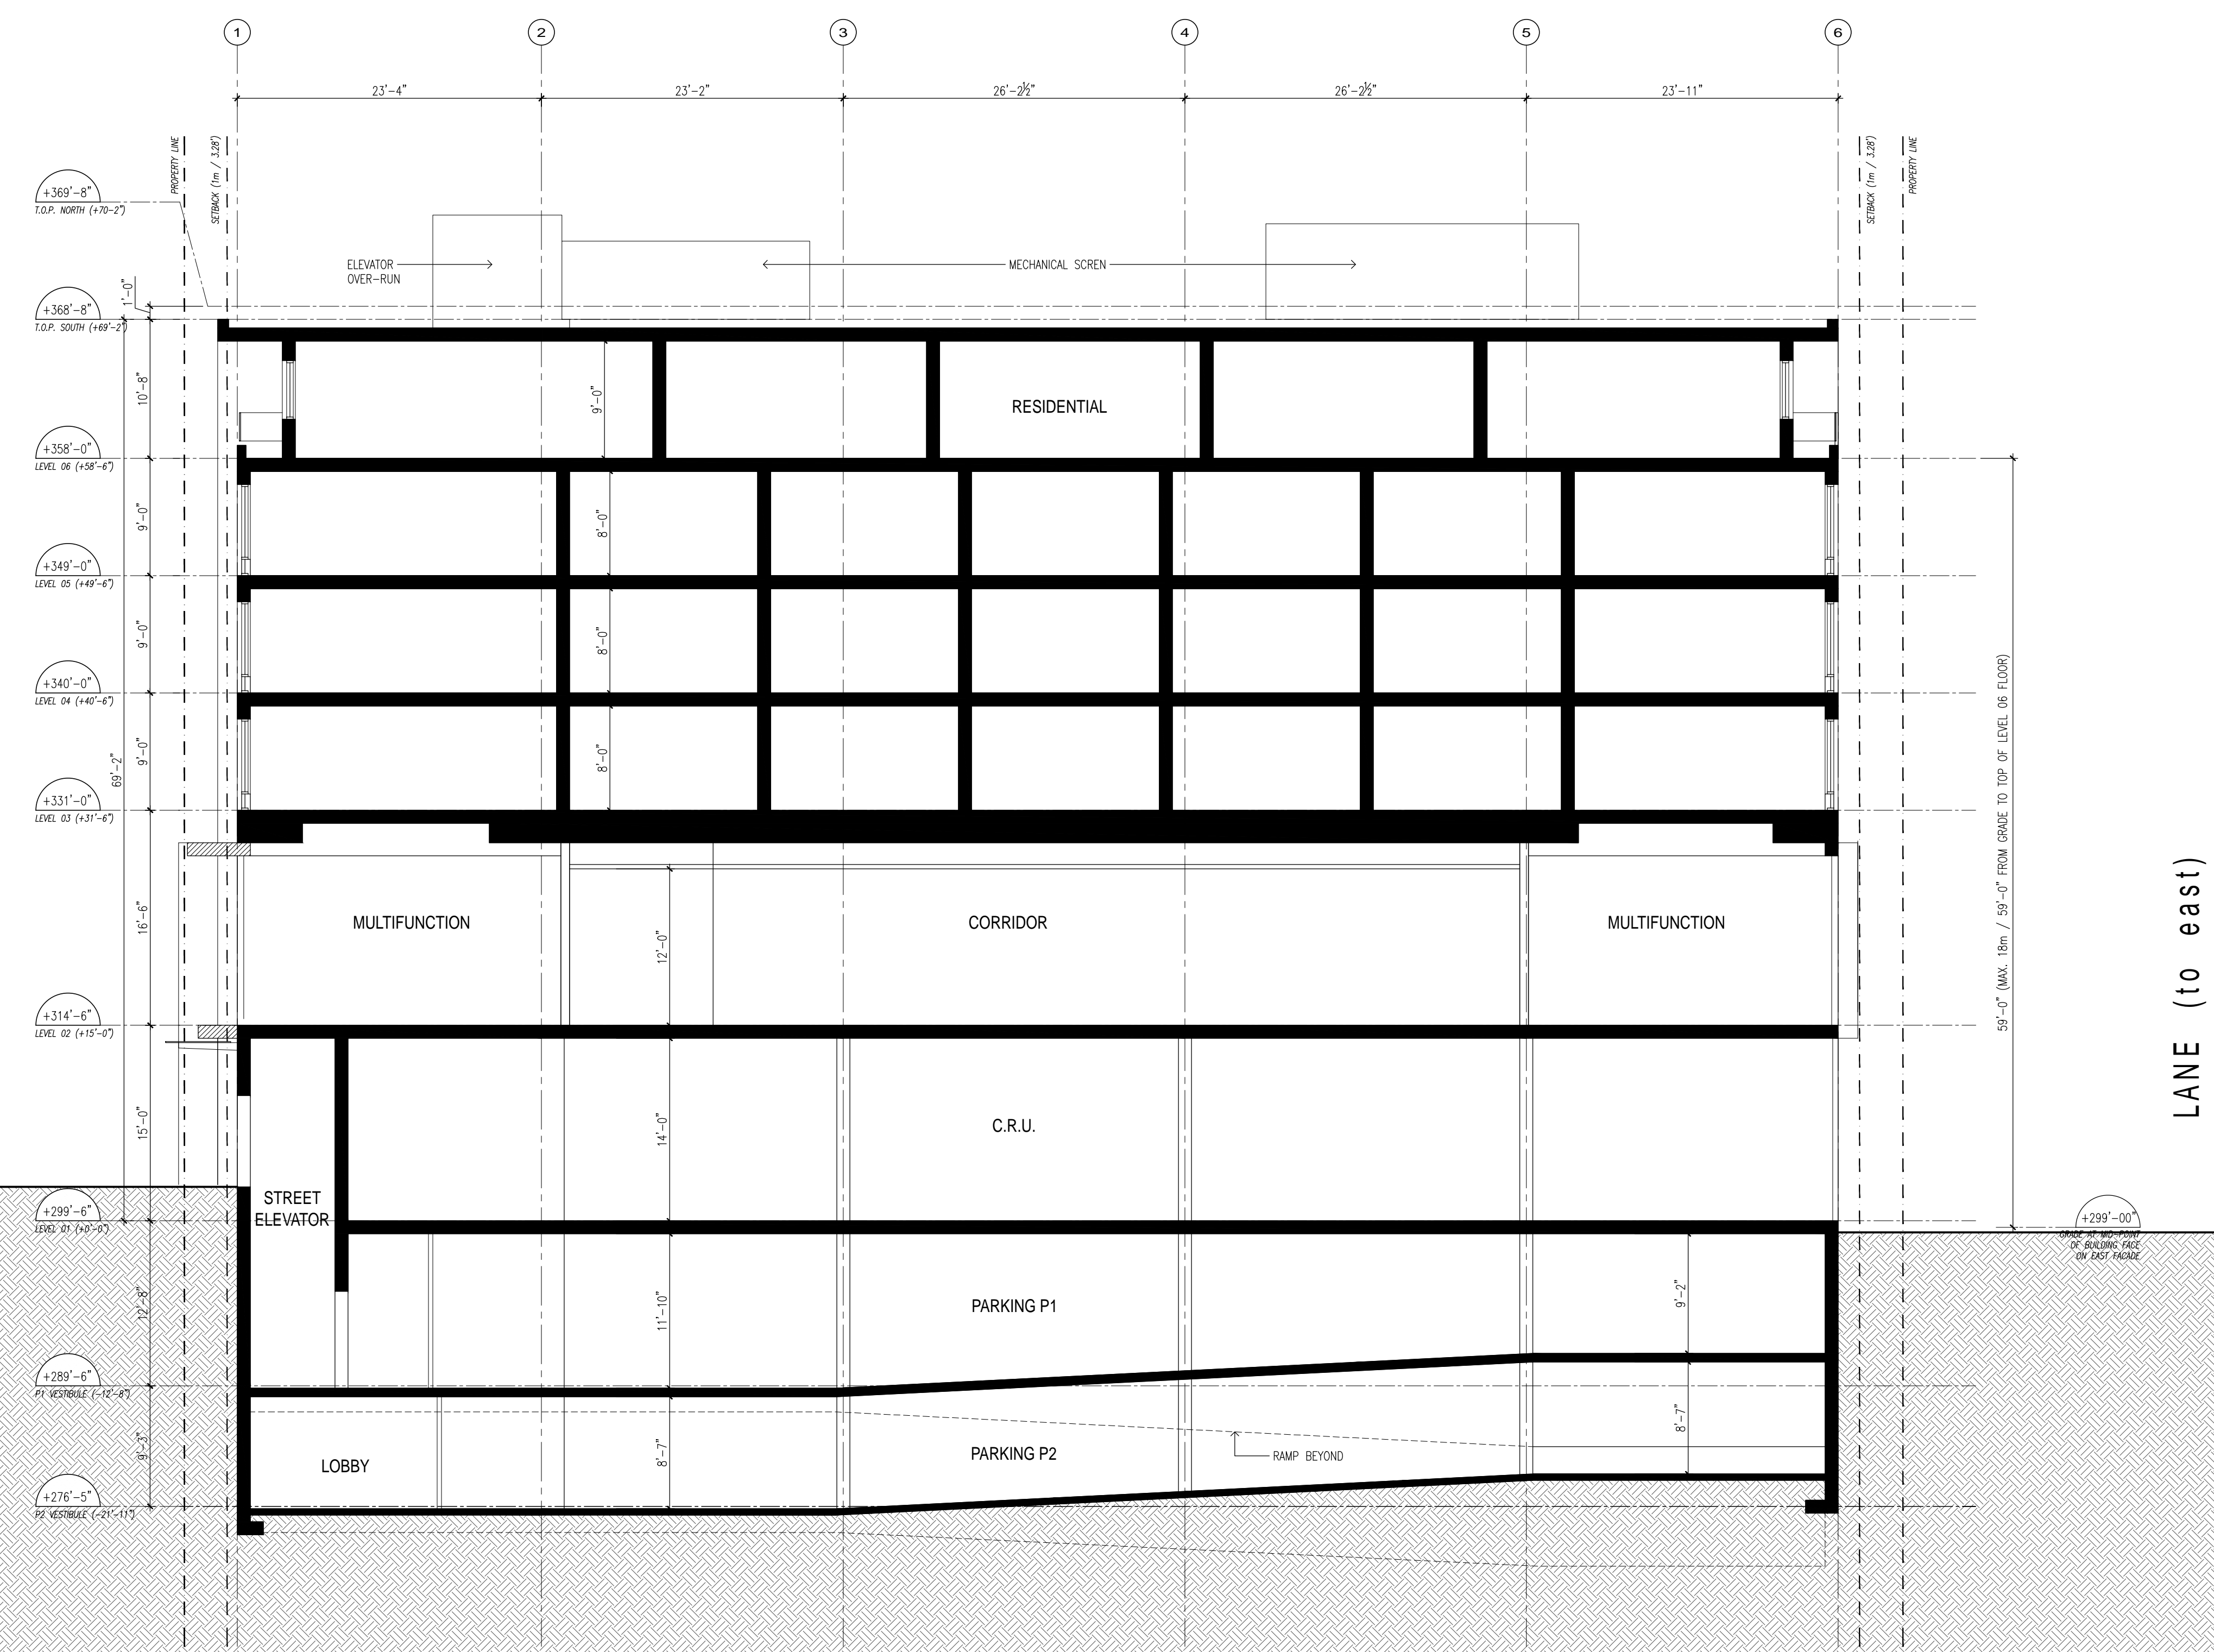 1 2 3 4 5 6
23'-4" 23'-2" 26'-2½" 26'-2½" 23'-11"
PROPERTY LINE
SETBACK (1m / 3.28')
SETBACK (1m / 3.28')
PROPERTY LINE
+369'-8"
T.O.P. NORTH (+70-2")
ELEVATOR
OVER-RUN
MECHANICAL SCREN
1'-0"
+368'-8"
T.O.P. SOUTH (+69'-2")
10'-8"
9'-0"
RESIDENTIAL
+358'-0"
LEVEL 06 (+58'-6")
9'-0"
8'-0"
+349'-0"
LEVEL 05 (+49'-6")
9'-0"
8'-0"
+340'-0"
LEVEL 04 (+40'-6")
69'-2"
9'-0"
8'-0"
59'-0" (MAX. 18m / 59'-0" FROM GRADE TO TOP OF LEVEL 06 FLOOR)
+331'-0"
LEVEL 03 (+31'-6")
16'-6"
MULTIFUNCTION
12'-0"
CORRIDOR
MULTIFUNCTION
LANE (to east)
+314'-6"
LEVEL 02 (+15'-0")
15'-0"
14'-0"
C.R.U.
STREET
ELEVATOR
+299'-6"
LEVEL 01 (+0'-0")
+299'-00"
GRADE AT MID-POINT
OF BUILDING FACE
ON EAST FACADE
12'-8"
11'-10"
PARKING P1
9'-2"
+289'-6"
P1 VESTIBULE (-12'-8")
9'-3"
LOBBY
8'-7"
PARKING P2
RAMP BEYOND
8'-7"
+276'-5"
P2 VESTIBULE (-21'-11")